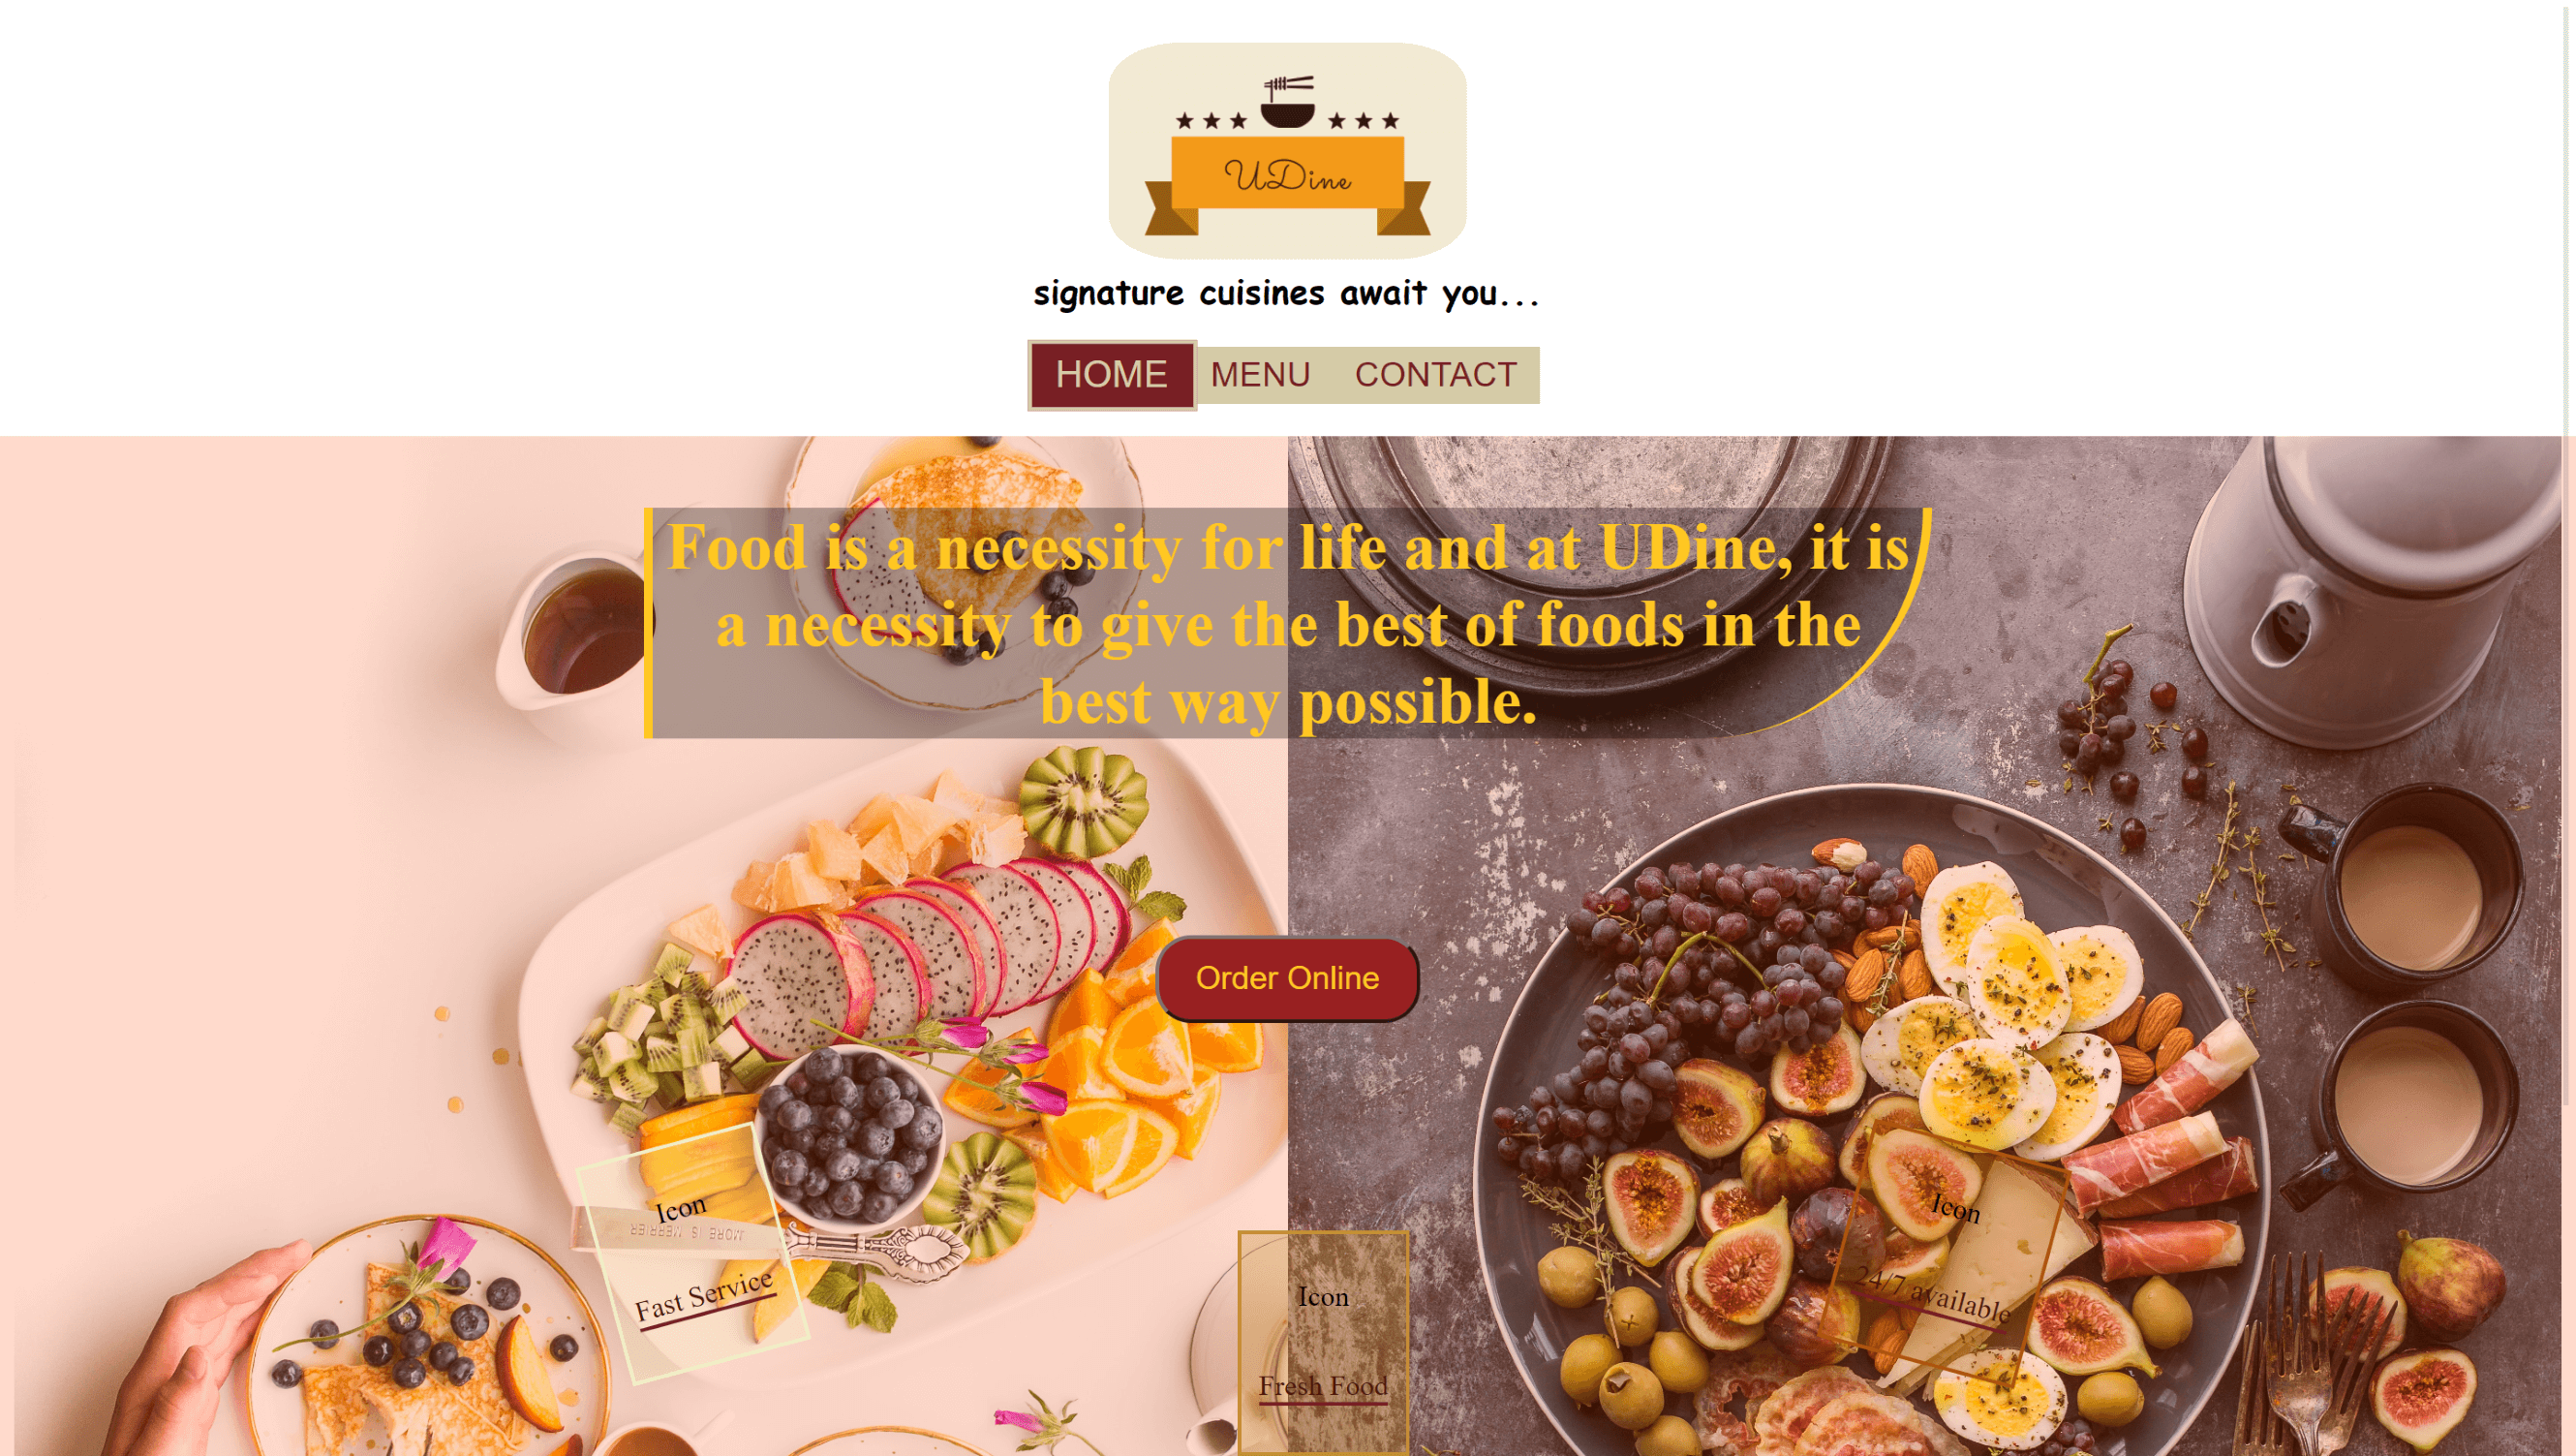 UDine
signature cuisines await you...
HOME MENU CONTACT
Food is a necessity for life and at UDine, it is
a necessity to give the best of foods in the
best way possible.
Order Online
Icon
MORE IS MERRIER
Fast Service
Icon
Fresh Food
Icon
24/7 available